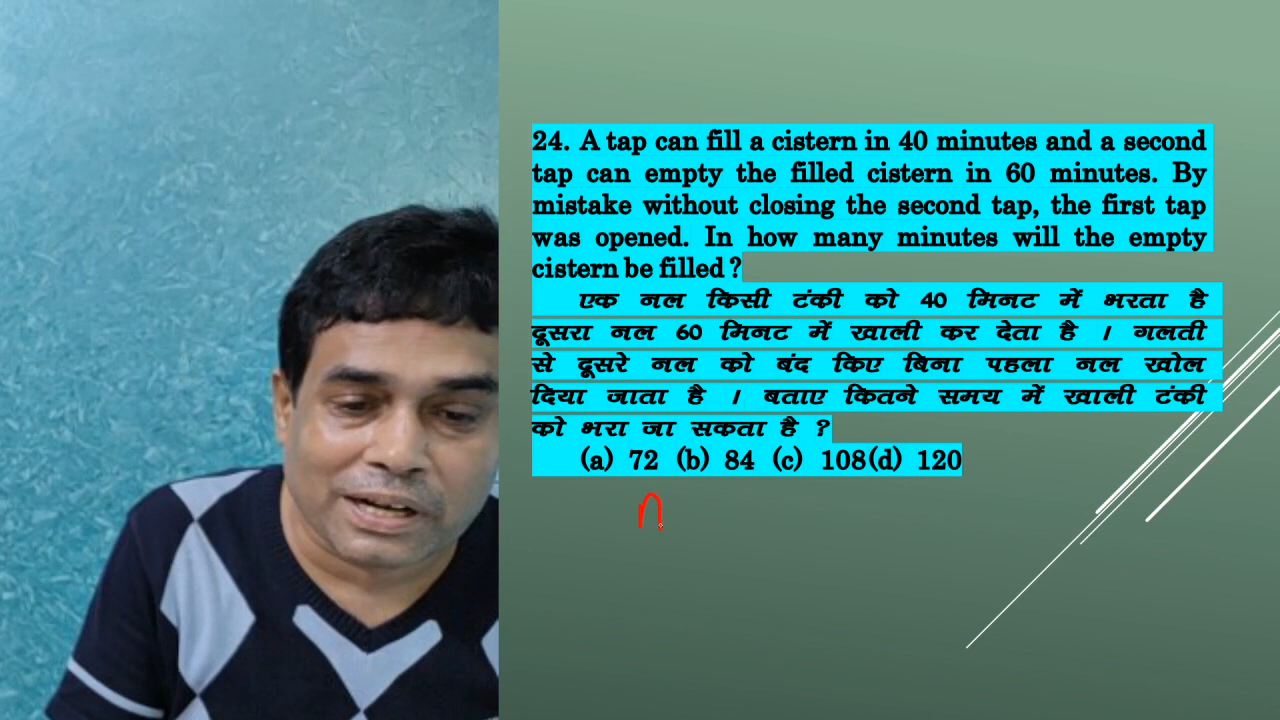 24. A tap can fill a cistern in 40 minutes and a second
tap can empty the filled cistern in 60 minutes. By
mistake without closing the second tap, the first tap
was opened. In how many minutes will the empty
cistern be filled ?
एक नल किसी टंकी को 40 मिनट में भरता है
दूसरा नल 60 मिनट में खाली कर देता है । गलती
से दूसरे नल को बंद किए बिना पहला नल खोल
दिया जाता है । बताए कितने समय में खाली टंकी
को भरा जा सकता है ?
(a) 72 (b) 84 (c) 108(d) 120